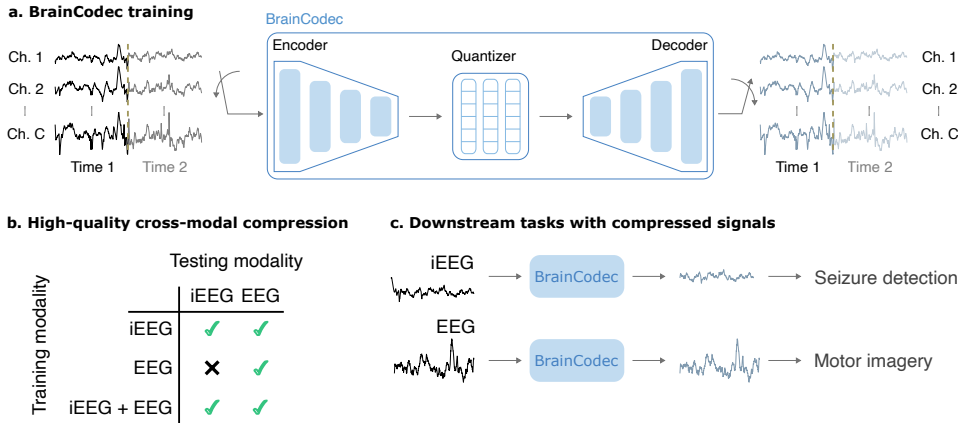 a. BrainCodec training
BrainCodec
Encoder
Quantizer
Decoder
Ch. 1
Ch. 2
Ch. C
Time 1
Time 2
Ch. 1
Ch. 2
Ch. C
Time 1
Time 2
b. High-quality cross-modal compression
Testing modality
iEEG EEG
Training modality
iEEG
EEG
iEEG + EEG
c. Downstream tasks with compressed signals
iEEG
BrainCodec
Seizure detection
EEG
BrainCodec
Motor imagery